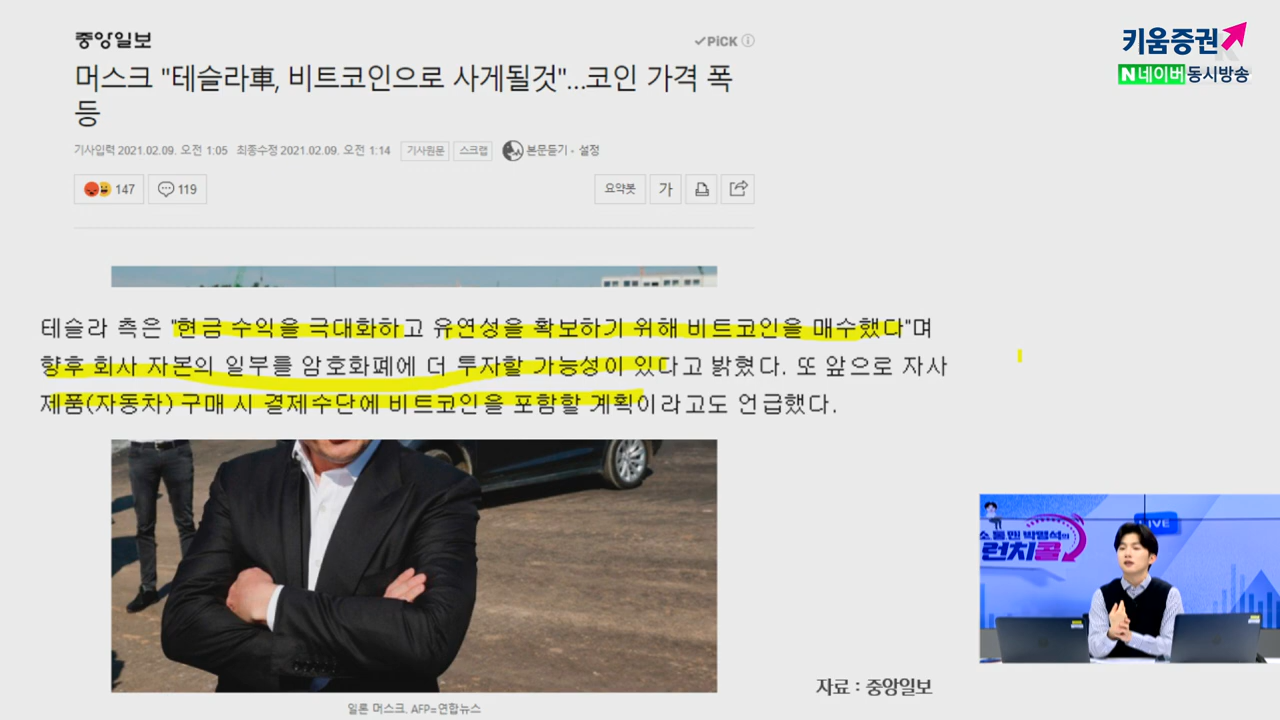 중앙일보
✓PiCK
머스크 "테슬라車, 비트코인으로 사게될것"...코인 가격 폭
등
기사입력 2021.02.09. 오전 1:05 최종수정 2021.02.09. 오전 1:14 기사원문 스크랩 본문듣기 · 설정
147 119
요약봇 가
키움증권
N 네이버 동시방송
테슬라 측은 "현금 수익을 극대화하고 유연성을 확보하기 위해 비트코인을 매수했다"며
향후 회사 자본의 일부를 암호화폐에 더 투자할 가능성이 있다고 밝혔다. 또 앞으로 자사
제품(자동차) 구매 시 결제수단에 비트코인을 포함할 계획이라고도 언급했다.
일론 머스크. AFP=연합뉴스
자료 : 중앙일보
LIVE
런치콜